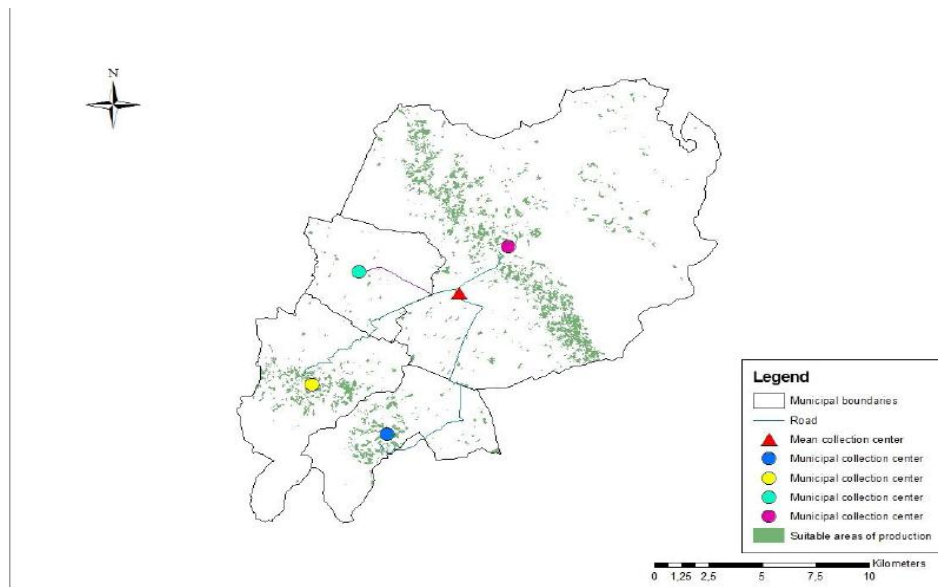 N
Legend
Municipal boundaries
Road
Mean collection center
Municipal collection center
Municipal collection center
Municipal collection center
Municipal collection center
Suitable areas of production
Kilometers
0 1,25 2,5 5 7,5 10